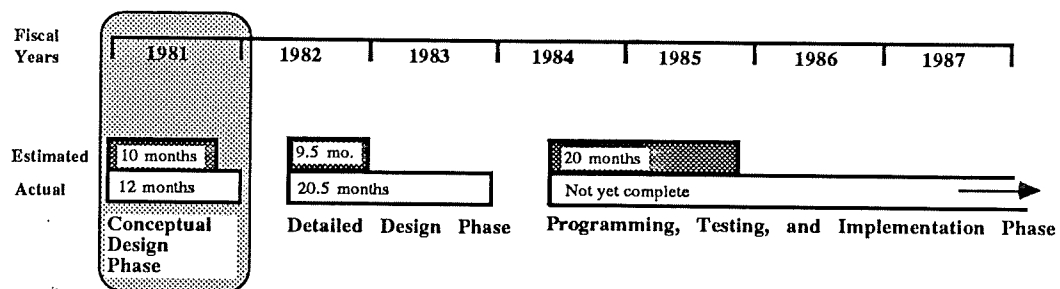 Fiscal
Years
1981 1982 1983 1984 1985 1986 1987
Estimated
10 months 9.5 mo. 20 months
Actual
12 months 20.5 months Not yet complete
Conceptual
Design
Phase
Detailed Design Phase
Programming, Testing, and Implementation Phase